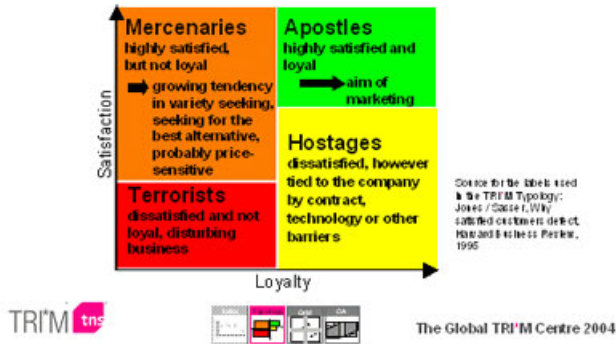 Mercenaries
highly satisfied,
but not loyal
growing tendency
in variety seeking,
seeking for the
best alternative,
probably price-
sensitive
Apostles
highly satisfied and
loyal
aim of
marketing
Terrorists
dissatisfied and not
loyal, disturbing
business
Hostages
dissatisfied, however
tied to the company
by contract,
technology or other
barriers
Satisfaction
Loyalty
Source for the labels used
in the TRI*M Typology:
Jones / Sasser, Why
satisfied customers defect,
Harvard Business Review,
1995
TRI*M tns
The Global TRI*M Centre 2004